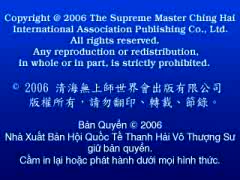 Copyright @ 2006 The Supreme Master Ching Hai
International Association Publishing Co., Ltd.
All rights reserved.
Any reproduction or redistribution,
in whole or in part, is strictly prohibited.
© 2006 清海無上師世界會出版有限公司
版權所有，請勿翻印、轉載、節錄。
Bản Quyền © 2006
Nhà Xuất Bản Hội Quốc Tế Thanh Hải Vô Thượng Sư
giữ bản quyền.
Cấm in lại hoặc phát hành dưới mọi hình thức.